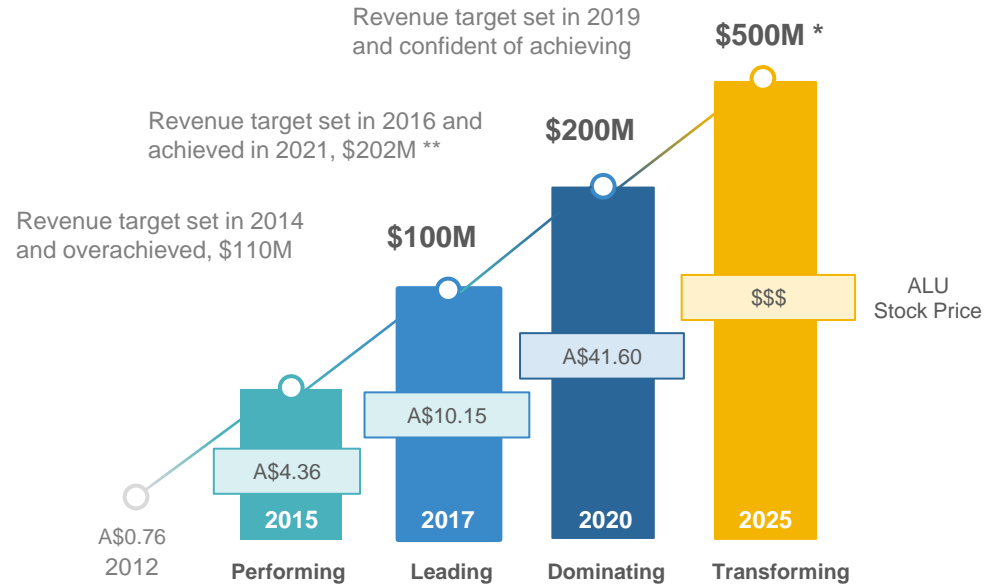 Revenue target set in 2019
and confident of achieving
$500M *
Revenue target set in 2016 and
achieved in 2021, $202M **
$200M
Revenue target set in 2014
and overachieved, $110M
$100M
$$$
ALU
Stock Price
A$41.60
A$10.15
A$4.36
A$0.76
2012
2015
2017
2020
2025
Performing
Leading
Dominating
Transforming